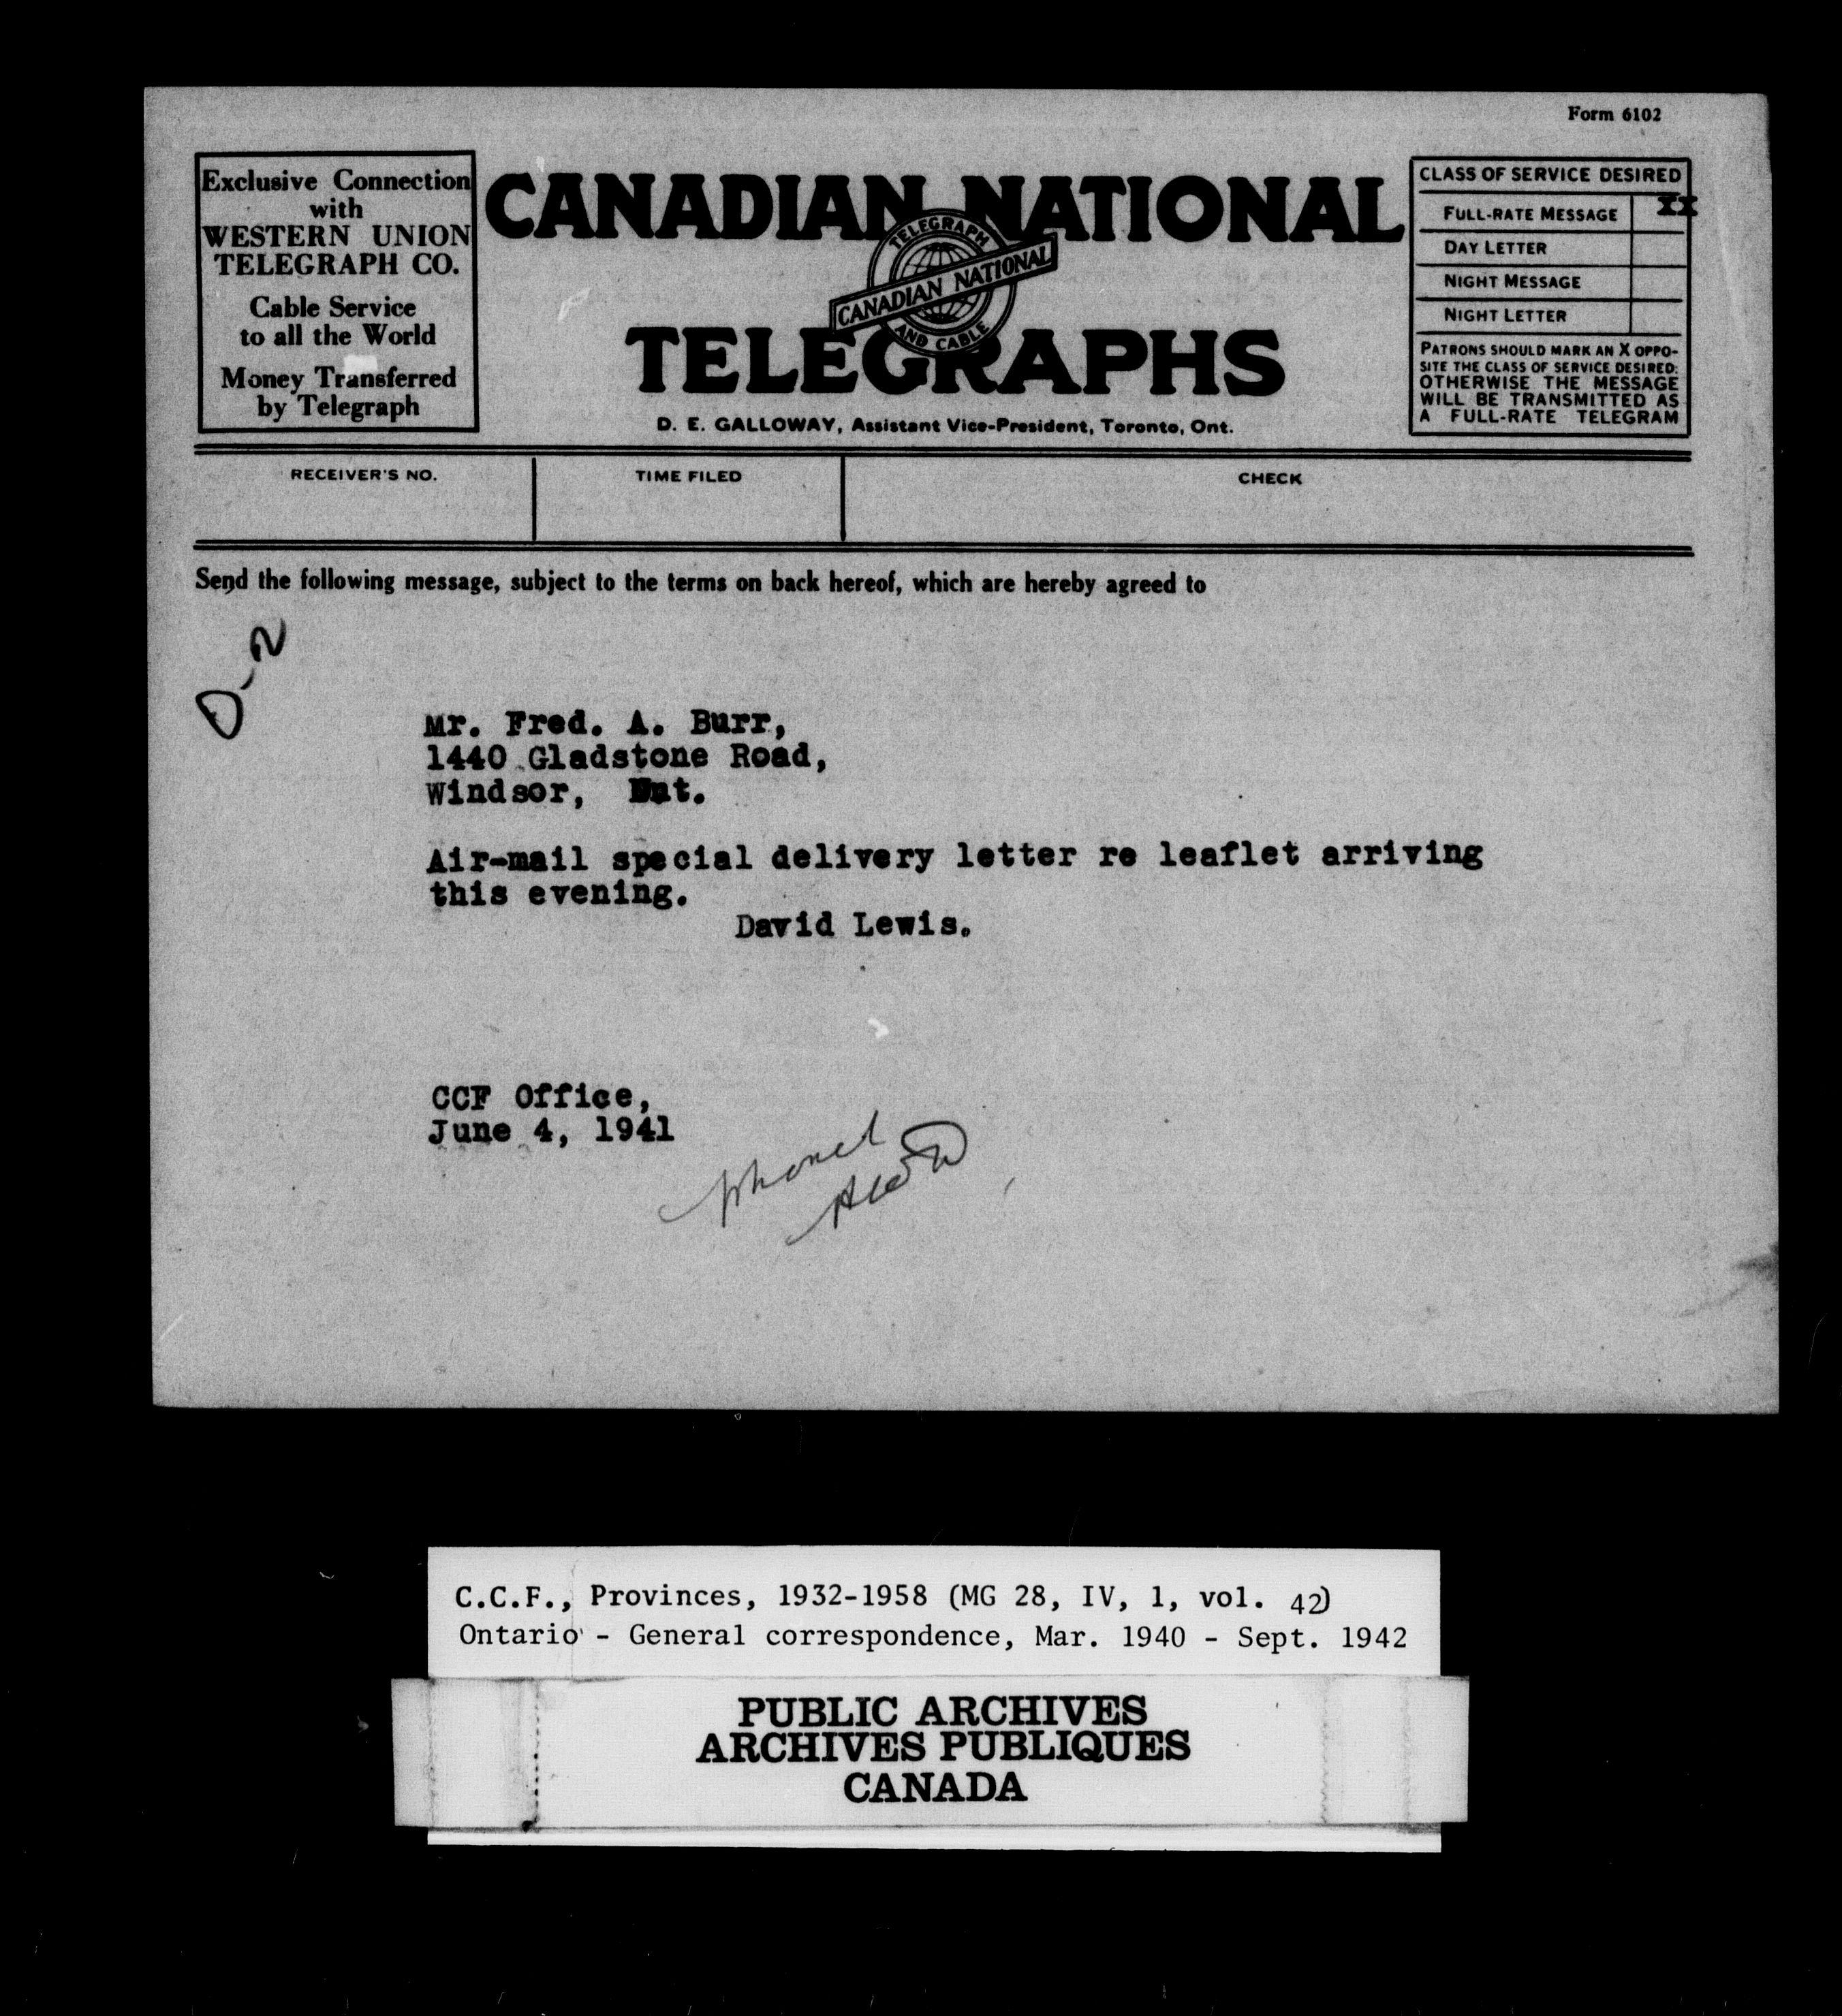 Form 6102
Exclusive Connection
with
WESTERN UNION
TELEGRAPH CO.
Cable Service
to all the World
Money Transferred
by Telegraph
CANADIAN NATIONAL
TELEGRAPH
CANADIAN NATIONAL
AND CABLE
TELEGRAPHS
D. E. GALLOWAY, Assistant Vice-President, Toronto, Ont.
CLASS OF SERVICE DESIRED
FULL-RATE MESSAGE XX
DAY LETTER
NIGHT MESSAGE
NIGHT LETTER
PATRONS SHOULD MARK AN X OPPO-
SITE THE CLASS OF SERVICE DESIRED:
OTHERWISE THE MESSAGE
WILL BE TRANSMITTED AS
A FULL-RATE TELEGRAM
RECEIVER'S NO. TIME FILED CHECK
Send the following message, subject to the terms on back hereof, which are hereby agreed to
O-2
Mr. Fred. A. Burr,
1440 Gladstone Road,
Windsor, Ont.
Air-mail special delivery letter re leaflet arriving
this evening.
David Lewis.
CCF Office,
June 4, 1941
phoned
C.C.F., Provinces, 1932-1958 (MG 28, IV, 1, vol. 42)
Ontario - General correspondence, Mar. 1940 - Sept. 1942
PUBLIC ARCHIVES
ARCHIVES PUBLIQUES
CANADA